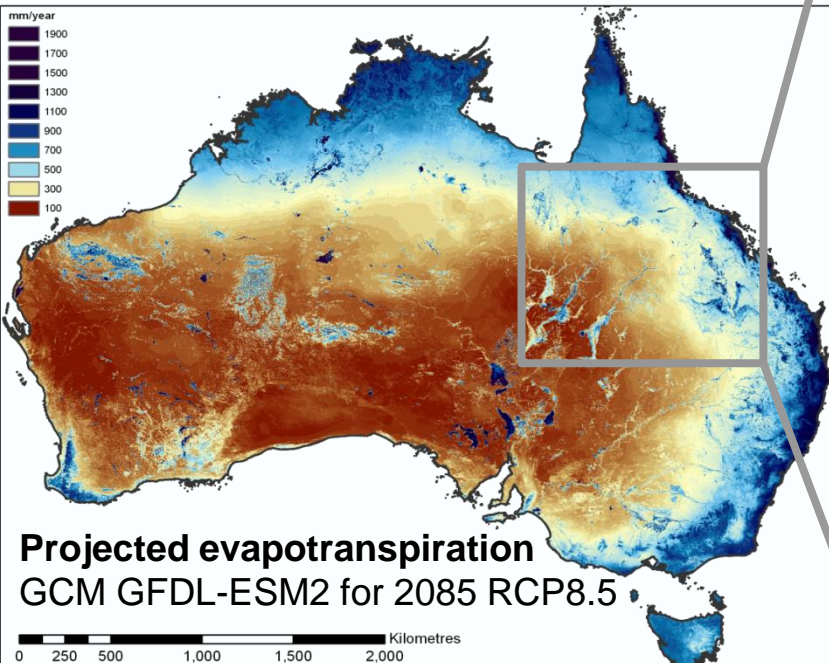 mm/year
1900
1700
1500
1300
1100
900
700
500
300
100
Projected evapotranspiration
GCM GFDL-ESM2 for 2085 RCP8.5
Kilometres
0 250 500 1,000 1,500 2,000